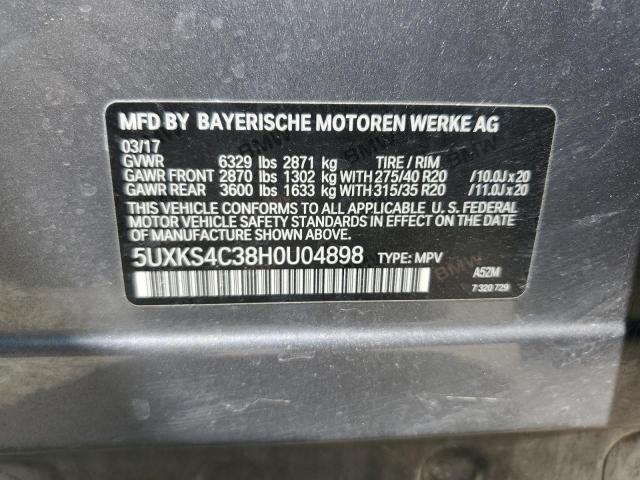 MFD BY BAYERISCHE MOTOREN WERKE AG
03/17
GVWR 6329 lbs 2871 kg TIRE / RIM
GAWR FRONT 2870 lbs 1302 kg WITH 275/40 R20 /10.0J x 20
GAWR REAR 3600 lbs 1633 kg WITH 315/35 R20 /11.0J x 20
THIS VEHICLE CONFORMS TO ALL APPLICABLE U. S. FEDERAL
MOTOR VEHICLE SAFETY STANDARDS IN EFFECT ON THE DATE
OF MANUFACTURE SHOWN ABOVE.
5UXKS4C38H0U04898 TYPE: MPV
A52M
7 320 729